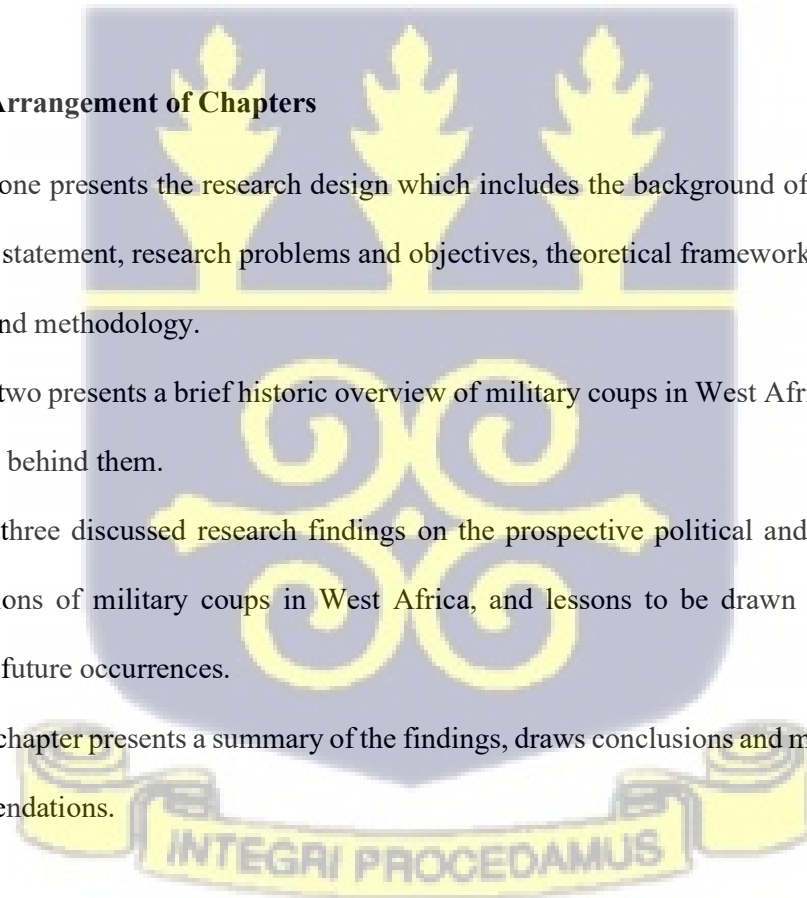 Arrangement of Chapters
one presents the research design which includes the background of
statement, research problems and objectives, theoretical framework
nd methodology.
two presents a brief historic overview of military coups in West Afri
behind them.
three discussed research findings on the prospective political and
ions of military coups in West Africa, and lessons to be drawn
future occurrences.
chapter presents a summary of the findings, draws conclusions and m
endations.
INTEGRI PROCEDAMUS